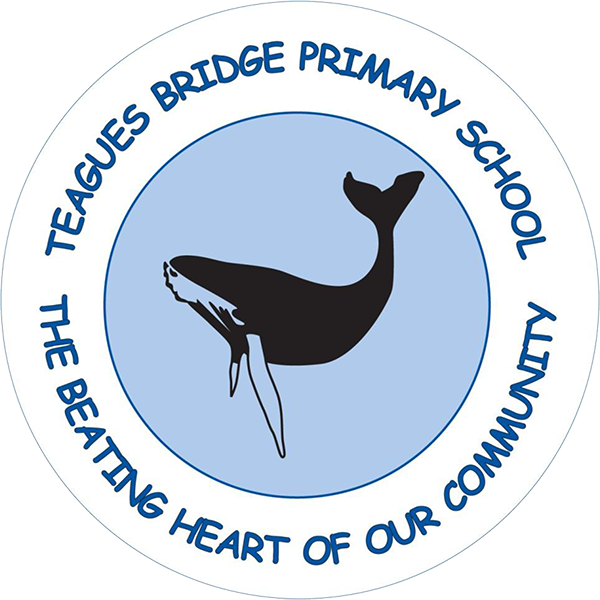 TEAGUES BRIDGE PRIMARY SCHOOL
THE BEATING HEART OF OUR COMMUNITY